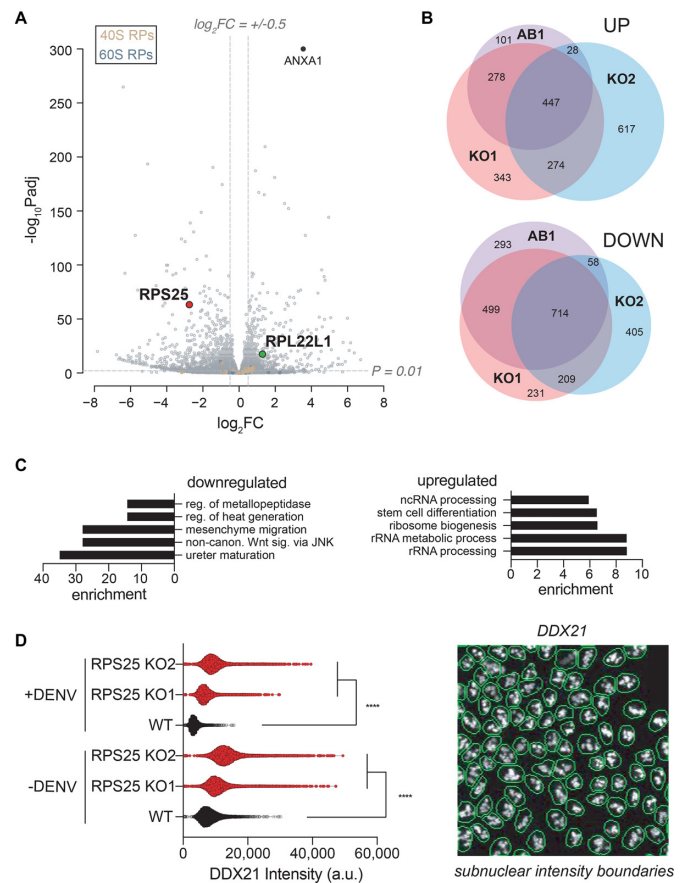 A
log2FC = +/-0.5
40S RPs
60S RPs
ANXA1
300
250
200
150
100
50
0
-log10Padj
RPS25
RPL22L1
P = 0.01
−8 −6 −4 −2 0 2 4 6 8
log2FC
B
UP
AB1
101
28
278
KO2
447
617
KO1
274
343
DOWN
293
AB1
58
KO2
499
714
405
KO1
209
231
C
downregulated
reg. of metallopeptidase
reg. of heat generation
mesenchyme migration
non-canon. Wnt sig. via JNK
ureter maturation
40 30 20 10 0
enrichment
upregulated
ncRNA processing
stem cell differentiation
ribosome biogenesis
rRNA metabolic process
rRNA processing
0 2 4 6 8 10
enrichment
D
+DENV
RPS25 KO2
RPS25 KO1
WT
****
-DENV
RPS25 KO2
RPS25 KO1
WT
****
0 20,000 40,000 60,000
DDX21 Intensity (a.u.)
DDX21
subnuclear intensity boundaries